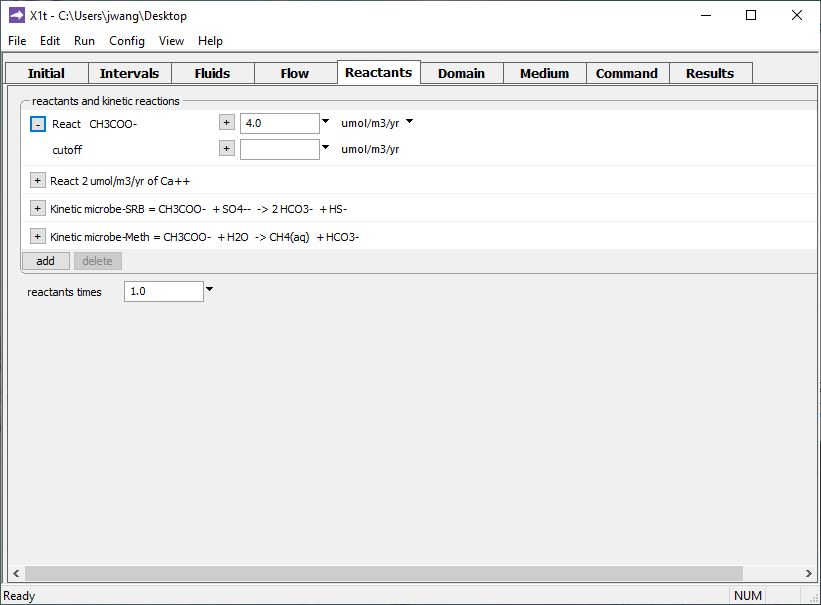 X1t - C:\Users\jwang\Desktop
File Edit Run Config View Help
Initial Intervals Fluids Flow Reactants Domain Medium Command Results
reactants and kinetic reactions
- React CH3COO- + 4.0 umol/m3/yr
cutoff + umol/m3/yr
+ React 2 umol/m3/yr of Ca++
+ Kinetic microbe-SRB = CH3COO- + SO4-- -> 2 HCO3- + HS-
+ Kinetic microbe-Meth = CH3COO- + H2O -> CH4(aq) + HCO3-
add delete
reactants times 1.0
Ready NUM